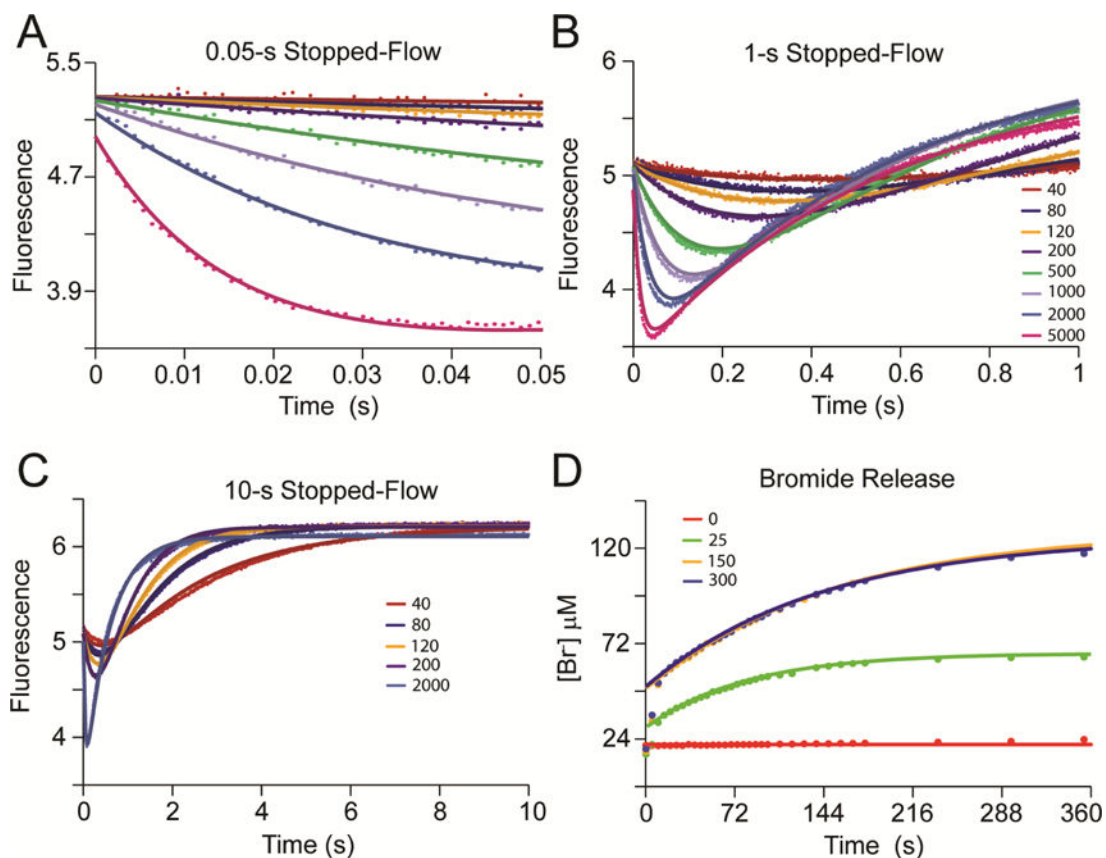 A
0.05-s Stopped-Flow
5.5
4.7
3.9
Fluorescence
0 0.01 0.02 0.03 0.04 0.05
Time (s)
B
1-s Stopped-Flow
6
5
4
Fluorescence
40
80
120
200
500
1000
2000
5000
0 0.2 0.4 0.6 0.8 1
Time (s)
C
10-s Stopped-Flow
6
5
4
Fluorescence
40
80
120
200
2000
0 2 4 6 8 10
Time (s)
D
Bromide Release
120
72
24
[Br-] μM
0
25
150
300
0 72 144 216 288 360
Time (s)